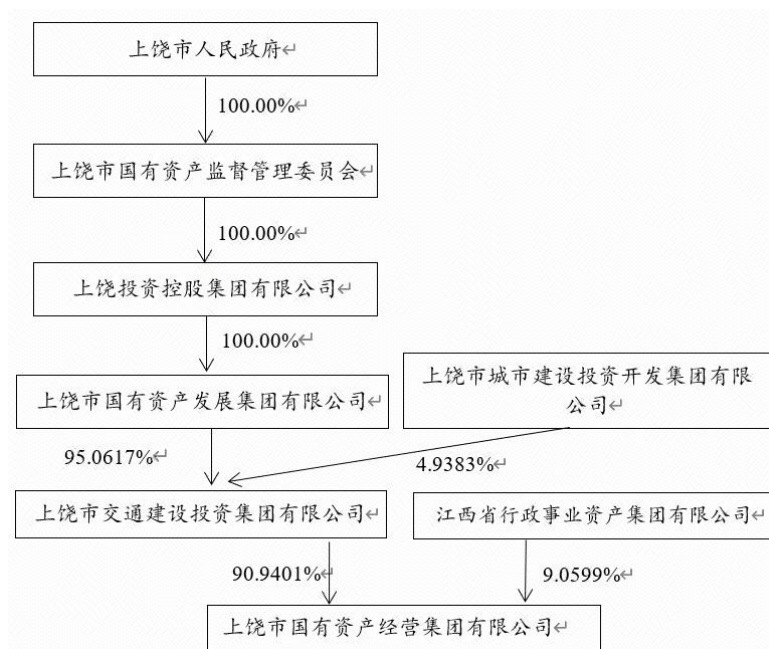 上饶市人民政府↵
100.00%↵
上饶市国有资产监督管理委员会↵
100.00%↵
上饶投资控股集团有限公司↵
100.00%↵
上饶市国有资产发展集团有限公司↵
上饶市城市建设投资开发集团有限
公司↵
95.0617%↵
4.9383%↵
上饶市交通建设投资集团有限公司↵
江西省行政事业资产集团有限公司↵
90.9401%↵
9.0599%↵
上饶市国有资产经营集团有限公司↵